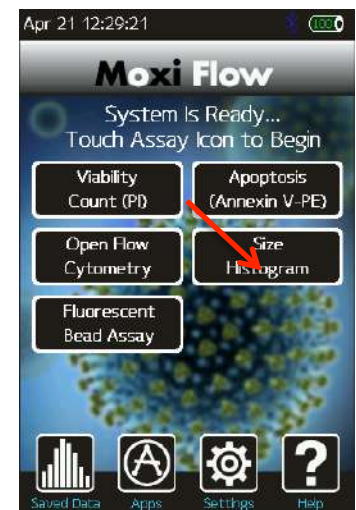 Apr 21 12:29:21
100
Moxi Flow
System Is Ready...
Touch Assay Icon to Begin
Viability
Count (PI)
Apoptosis
(Annexin V-PE)
Open Flow
Cytometry
Size
Histogram
Fluorescent
Bead Assay
?
Saved Data
Apps
Settings
Help